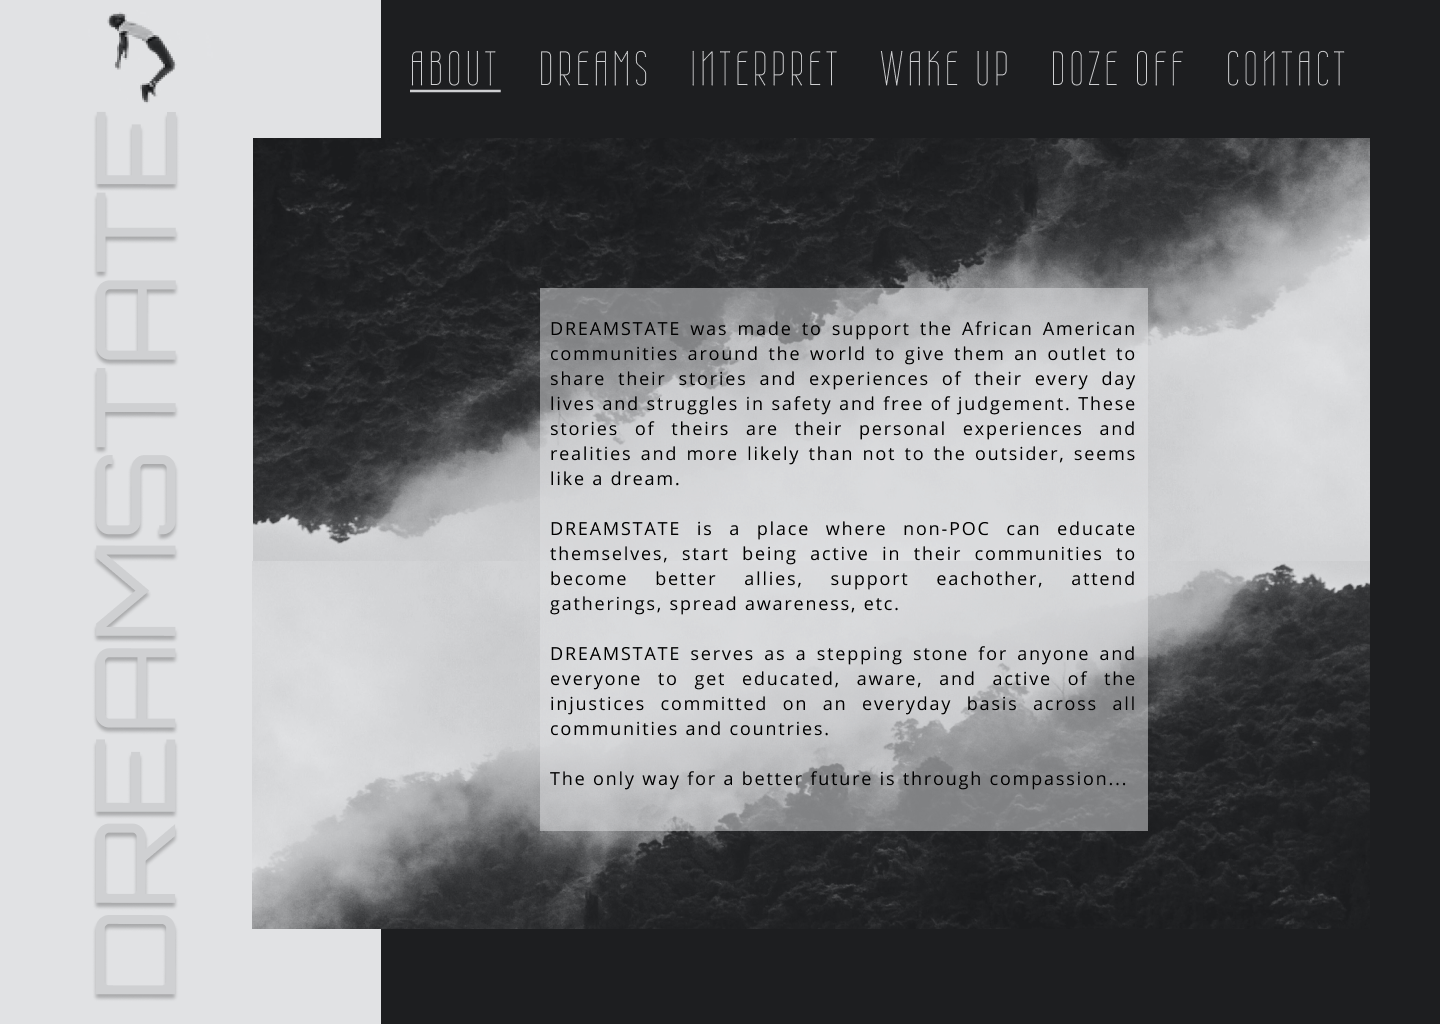 DREAMSTATE
ABOUT DREAMS INTERPRET WAKE UP DOZE OFF CONTACT
DREAMSTATE was made to support the African American
communities around the world to give them an outlet to
share their stories and experiences of their every day
lives and struggles in safety and free of judgement. These
stories of theirs are their personal experiences and
realities and more likely than not to the outsider, seems
like a dream.
DREAMSTATE is a place where non-POC can educate
themselves, start being active in their communities to
become better allies, support eachother, attend
gatherings, spread awareness, etc.
DREAMSTATE serves as a stepping stone for anyone and
everyone to get educated, aware, and active of the
injustices committed on an everyday basis across all
communities and countries.
The only way for a better future is through compassion...